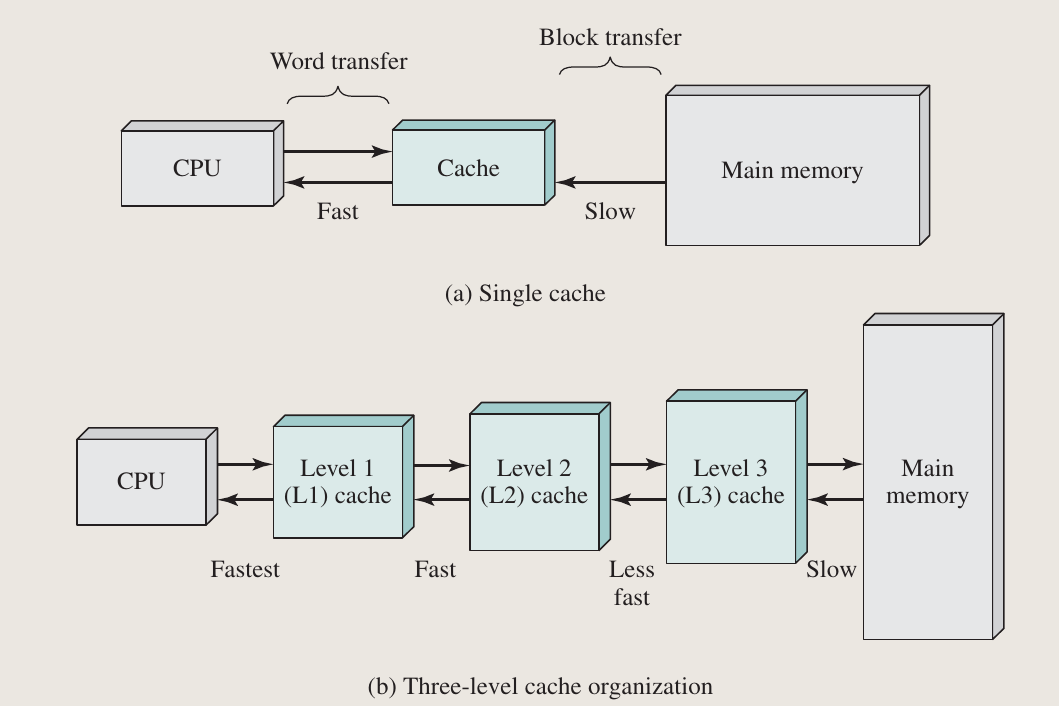 Block transfer
Word transfer
CPU
Cache
Main memory
Fast
Slow
(a) Single cache
CPU
Level 1
(L1) cache
Level 2
(L2) cache
Level 3
(L3) cache
Main
memory
Fastest
Fast
Less
fast
Slow
(b) Three-level cache organization